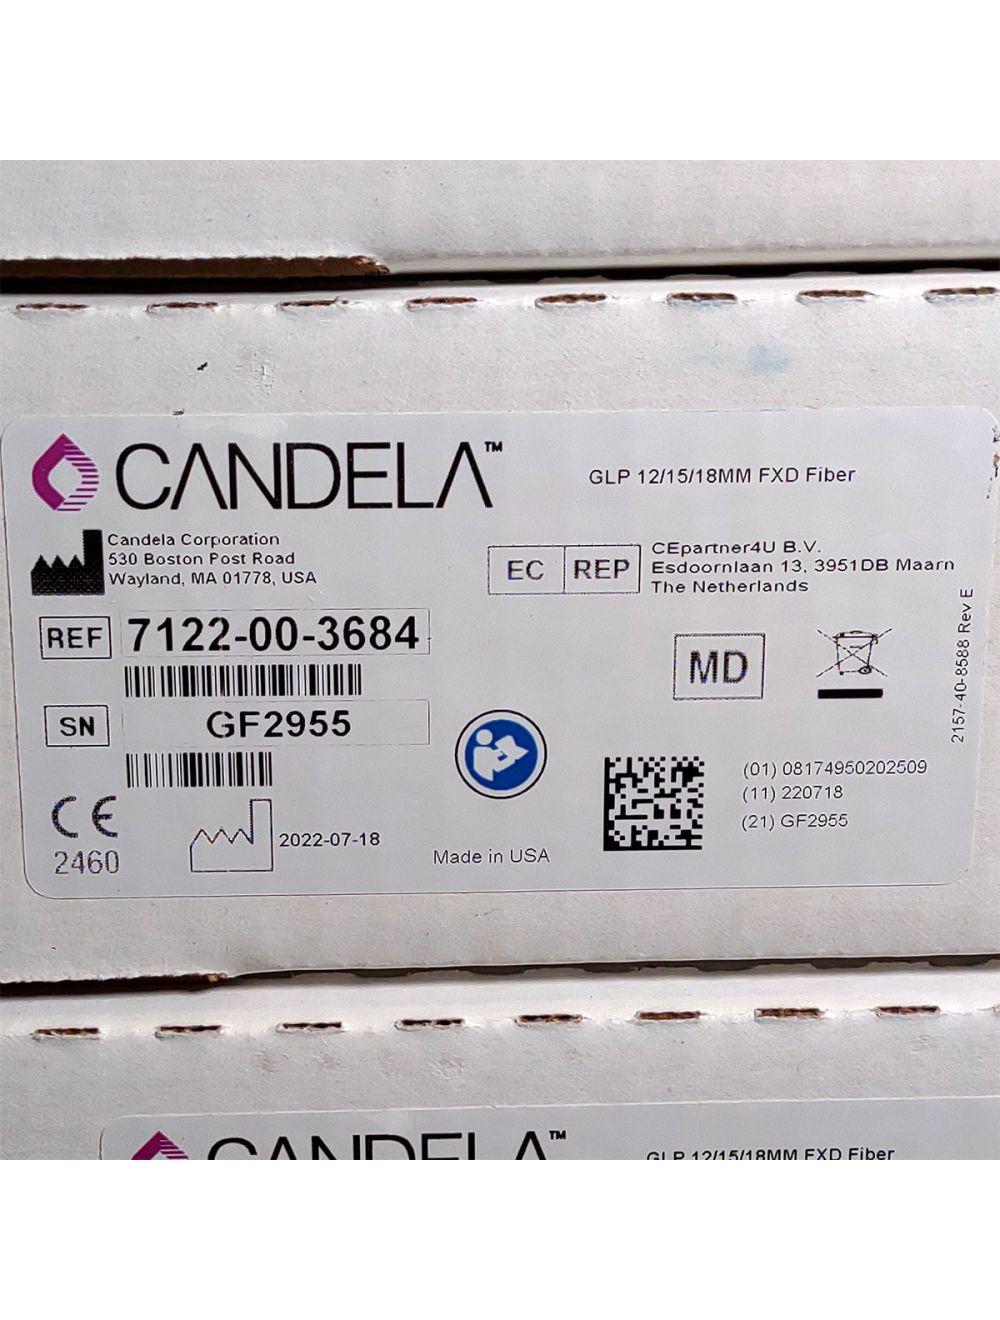 CANDELA™
GLP 12/15/18MM FXD Fiber
Candela Corporation
530 Boston Post Road
Wayland, MA 01778, USA
EC REP
CEpartner4U B.V.
Esdoornlaan 13, 3951DB Maarn
The Netherlands
REF 7122-00-3684
MD
SN GF2955
2157-40-8588 Rev E
(01) 08174950202509
(11) 220718
(21) GF2955
CE
2460
2022-07-18
Made in USA
CANDELA™
GLP 12/15/18MM FXD Fiber